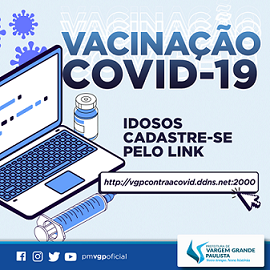 VACINAÇÃO
VACINAÇÃO
COVID-19
IDOSOS
CADASTRE-SE
PELO LINK
http://vgpcontraacovid.ddns.net:2000
pmvgpoficial
PREFEITURA DE
VARGEM GRANDE
PAULISTA